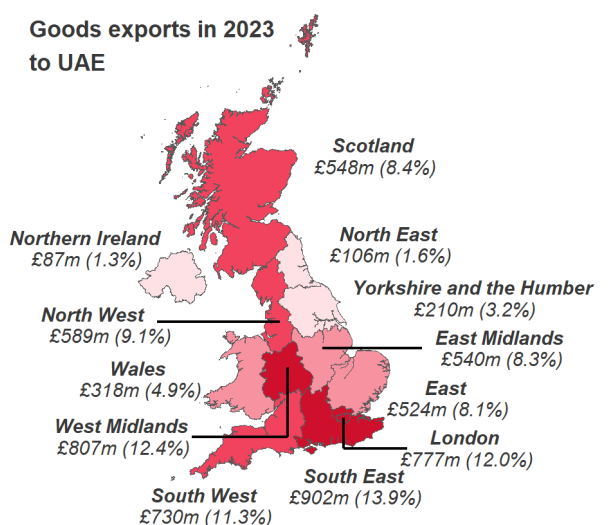 Goods exports in 2023
to UAE
Scotland
£548m (8.4%)
Northern Ireland
£87m (1.3%)
North East
£106m (1.6%)
Yorkshire and the Humber
£210m (3.2%)
North West
£589m (9.1%)
East Midlands
£540m (8.3%)
Wales
£318m (4.9%)
East
£524m (8.1%)
West Midlands
£807m (12.4%)
London
£777m (12.0%)
South East
£902m (13.9%)
South West
£730m (11.3%)